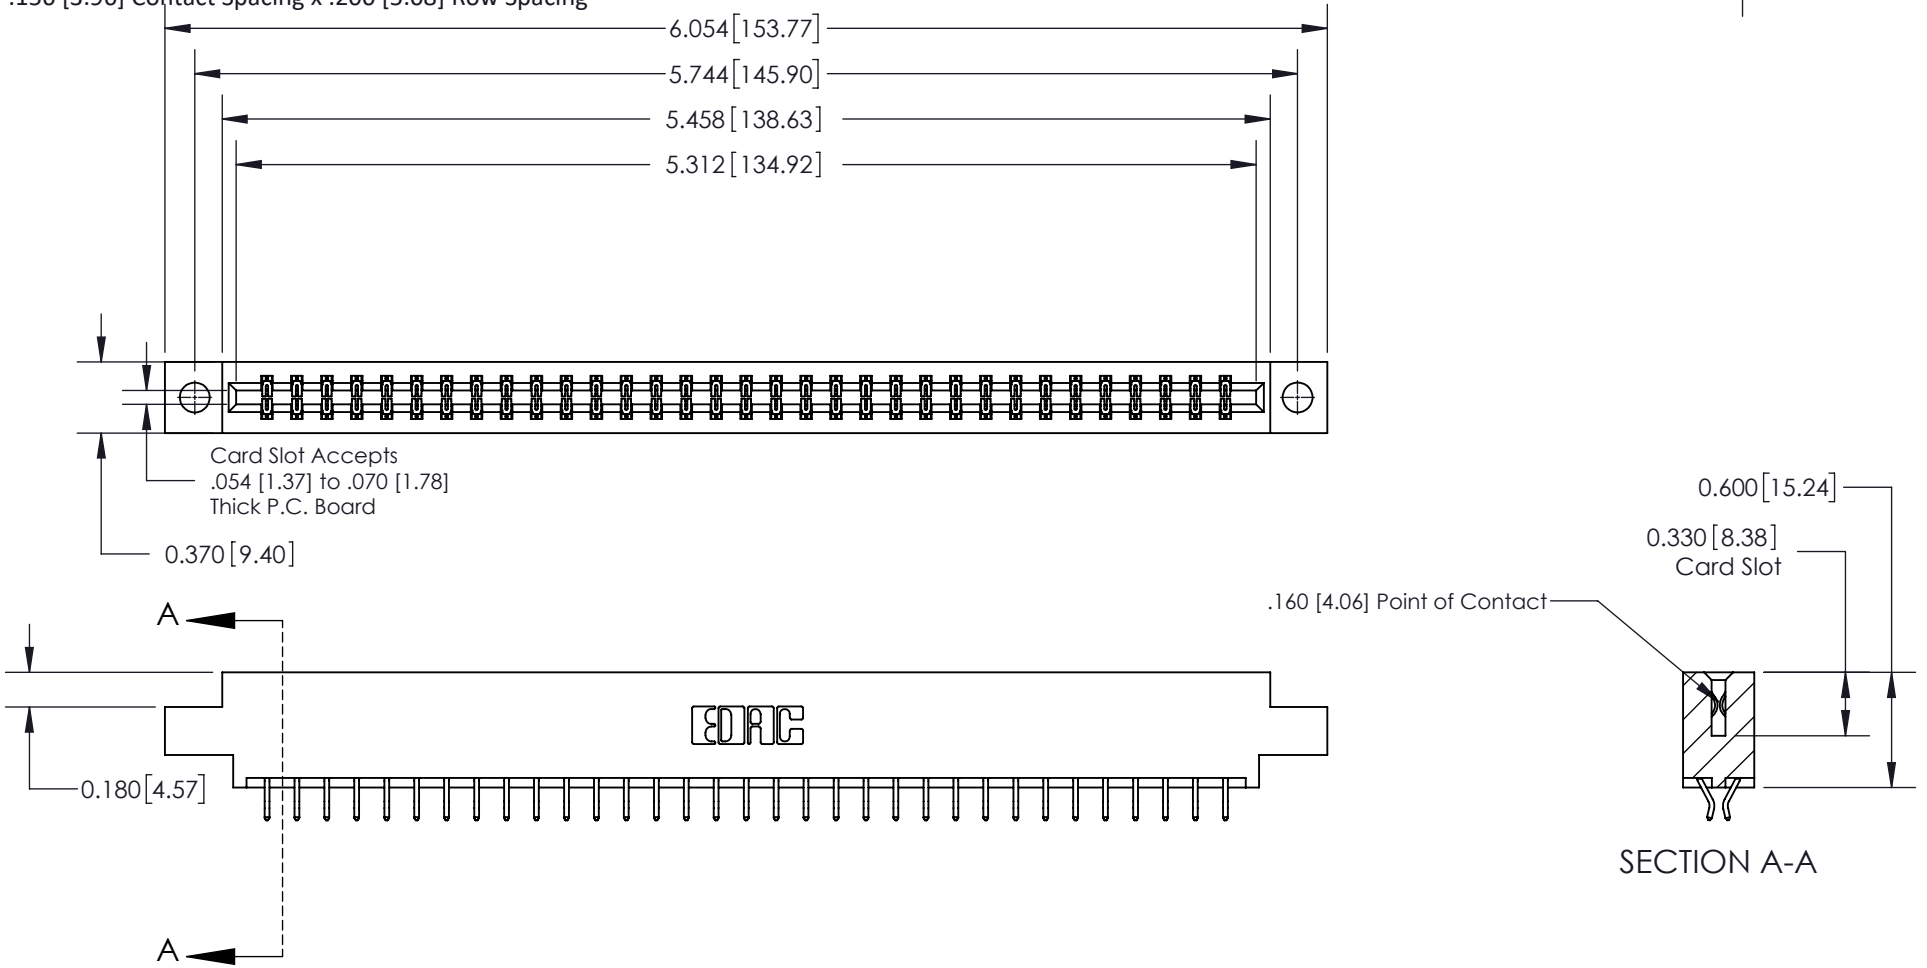 .156 [3.96] Contact Spacing x .200 [5.08] Row Spacing
6.054[153.77]
5.744[145.90]
5.458[138.63]
5.312[134.92]
Card Slot Accepts
.054 [1.37] to .070 [1.78]
Thick P.C. Board
0.370[9.40]
0.600[15.24]
0.330[8.38]
Card Slot
.160 [4.06] Point of Contact
A
EDAC
0.180[4.57]
SECTION A-A
A